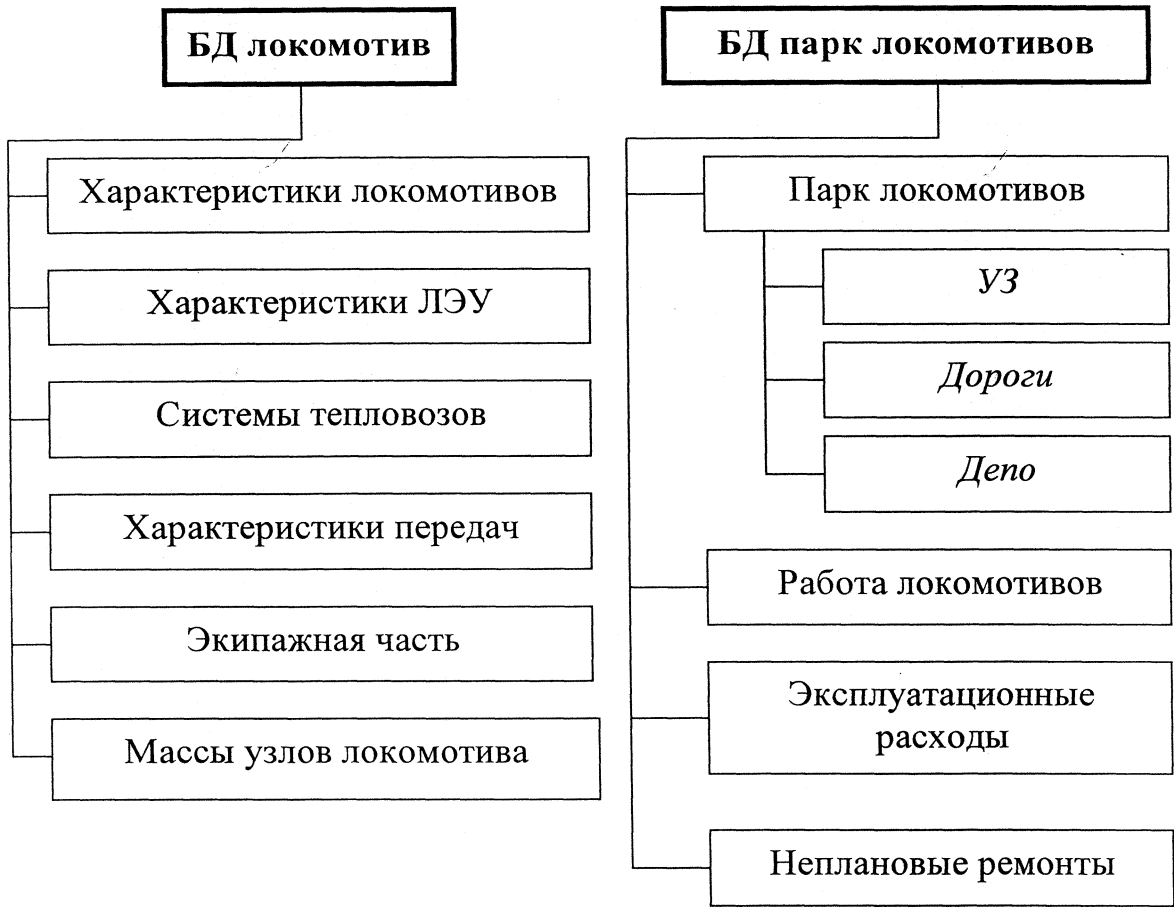 БД локомотив
Характеристики локомотивов
Характеристики ЛЭУ
Системы тепловозов
Характеристики передач
Экипажная часть
Массы узлов локомотива
БД парк локомотивов
Парк локомотивов
УЗ
Дороги
Депо
Работа локомотивов
Эксплуатационные
расходы
Неплановые ремонты